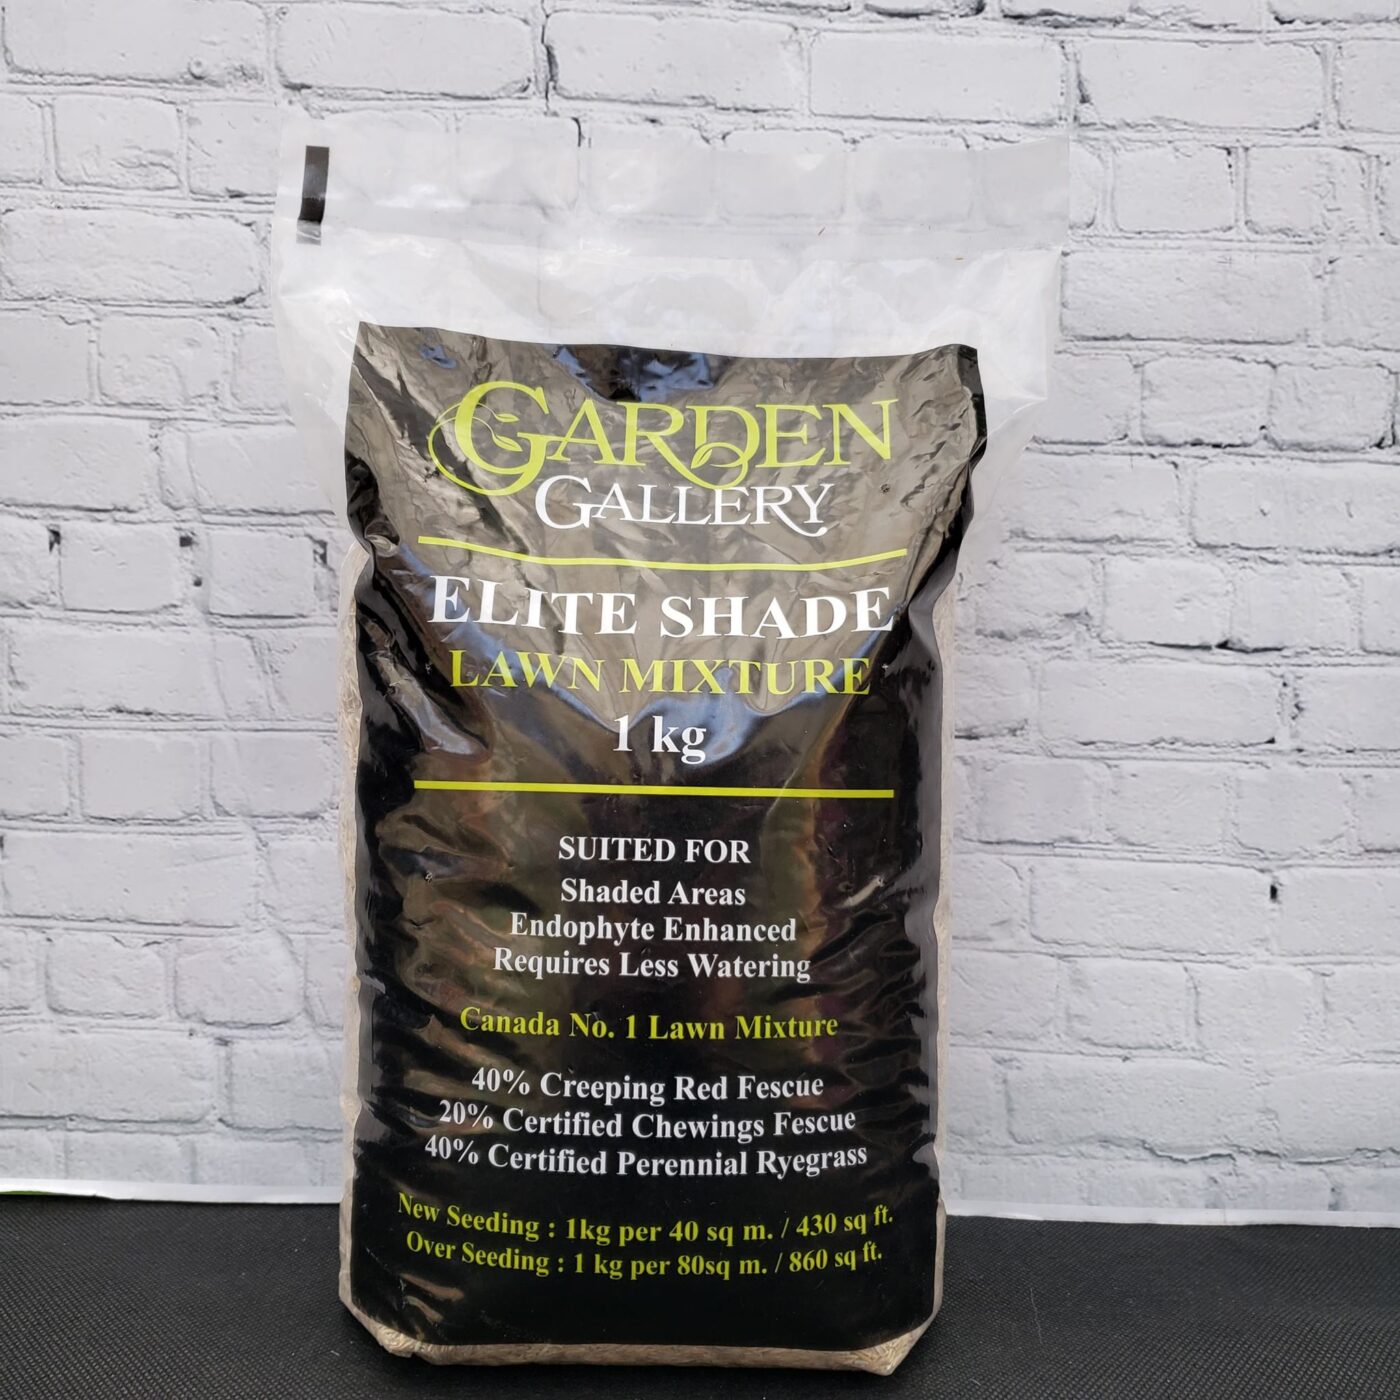 GARDEN
GALLERY
ELITE SHADE
LAWN MIXTURE
1 kg
SUITED FOR
Shaded Areas
Endophyte Enhanced
Requires Less Watering
Canada No. 1 Lawn Mixture
40% Creeping Red Fescue
20% Certified Chewings Fescue
40% Certified Perennial Ryegrass
New Seeding : 1kg per 40 sq m. / 430 sq ft.
Over Seeding : 1 kg per 80sq m. / 860 sq ft.